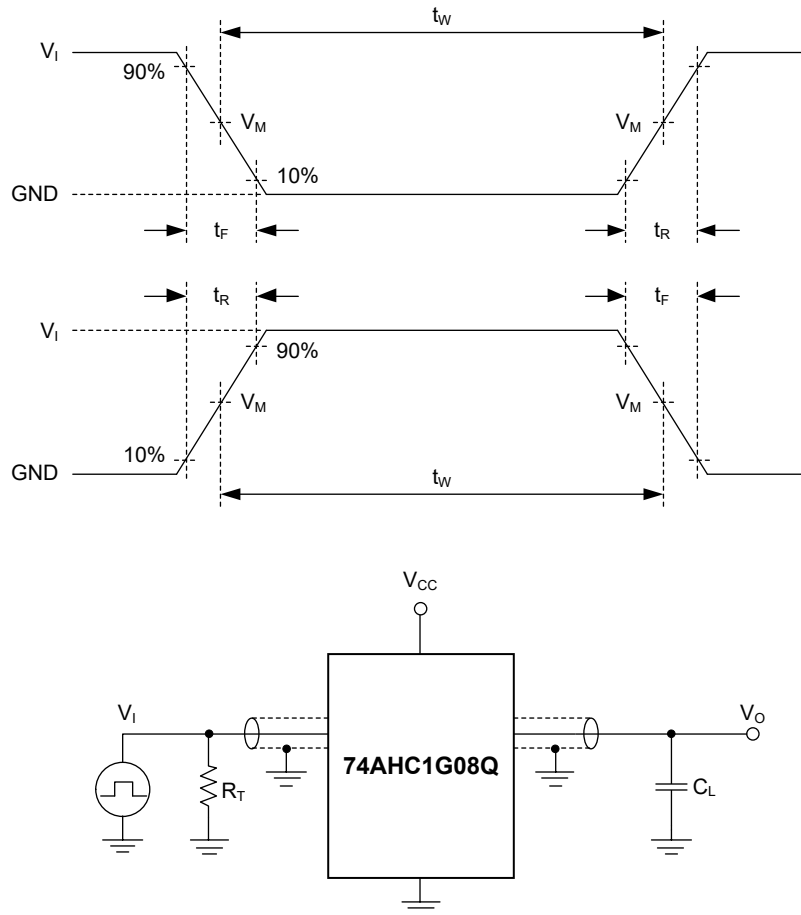 t_W
V_I
90%
V_M
V_M
10%
GND
t_F
t_R
t_R
t_F
V_I
90%
V_M
V_M
10%
GND
t_W
V_CC
V_I
V_O
74AHC1G08Q
R_T
C_L